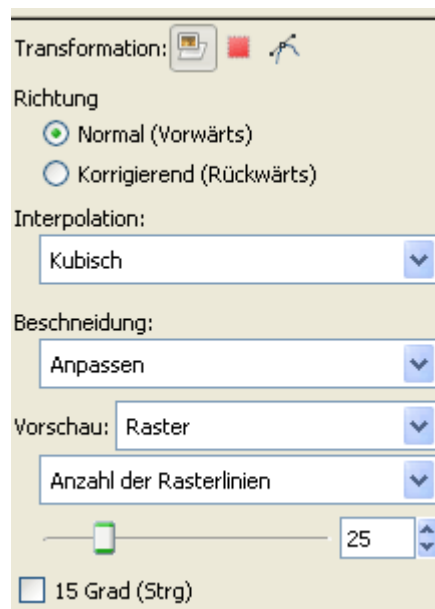 Transformation:
Richtung
Normal (Vorwärts)
Korrigierend (Rückwärts)
Interpolation:
Kubisch
Beschneidung:
Anpassen
Vorschau: Raster
Anzahl der Rasterlinien
25
15 Grad (Strg)